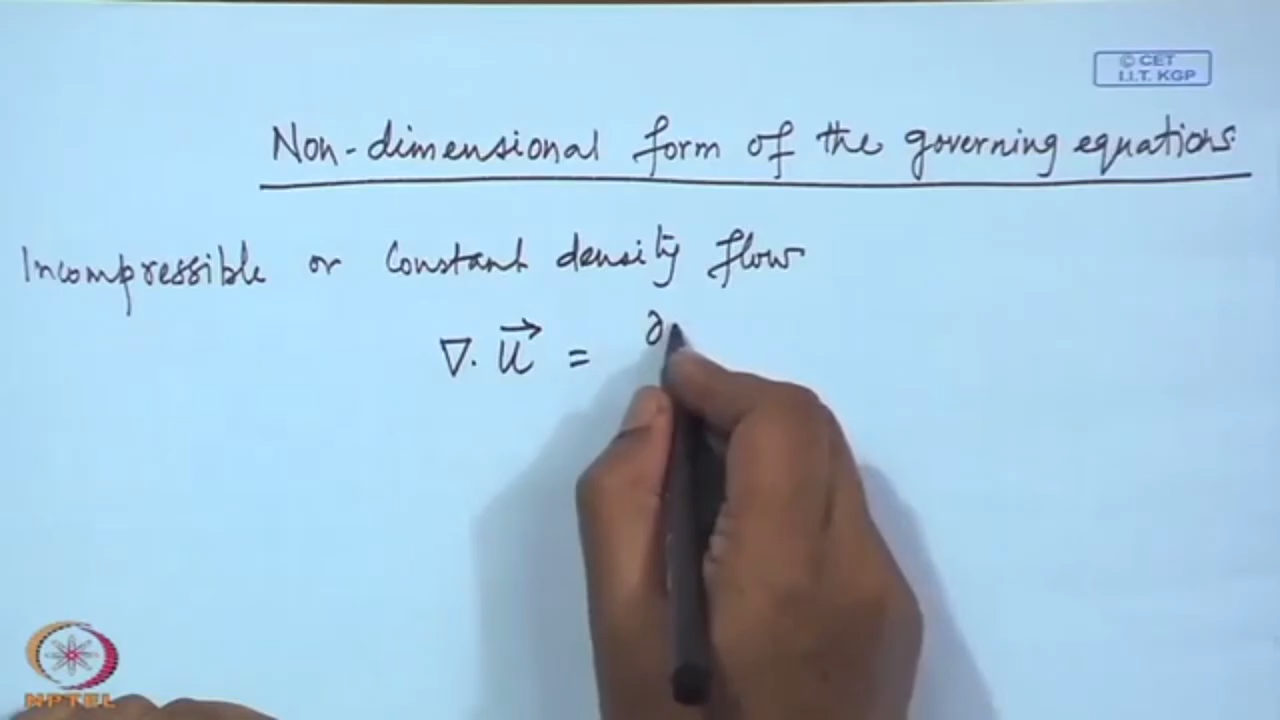 © CET
I.I.T. KGP
Non-dimensional form of the governing equations
Incompressible or Constant density flow
∇. u⃗ = ∂
NPTEL